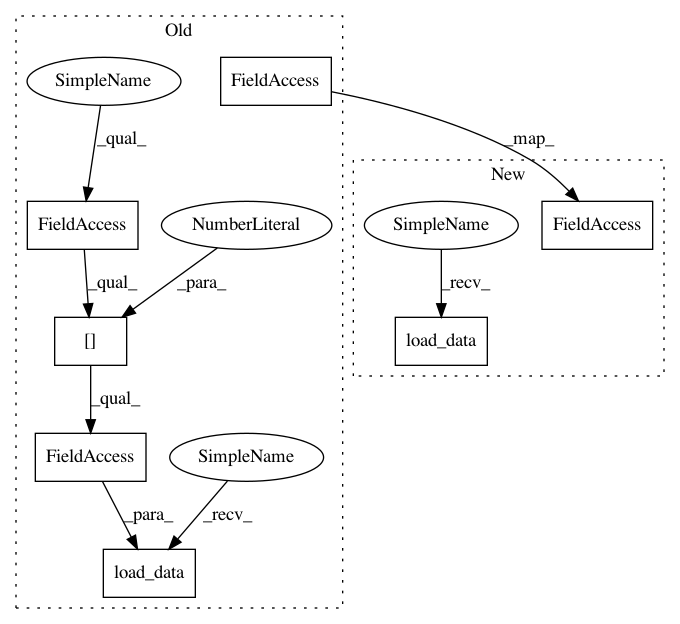 Old
SimpleName
FieldAccess
_qual_
_map_
New
FieldAccess
NumberLiteral
SimpleName
FieldAccess
_qual_
_para_
_recv_
[]
load_data
_qual_
FieldAccess
SimpleName
_para_
_recv_
load_data